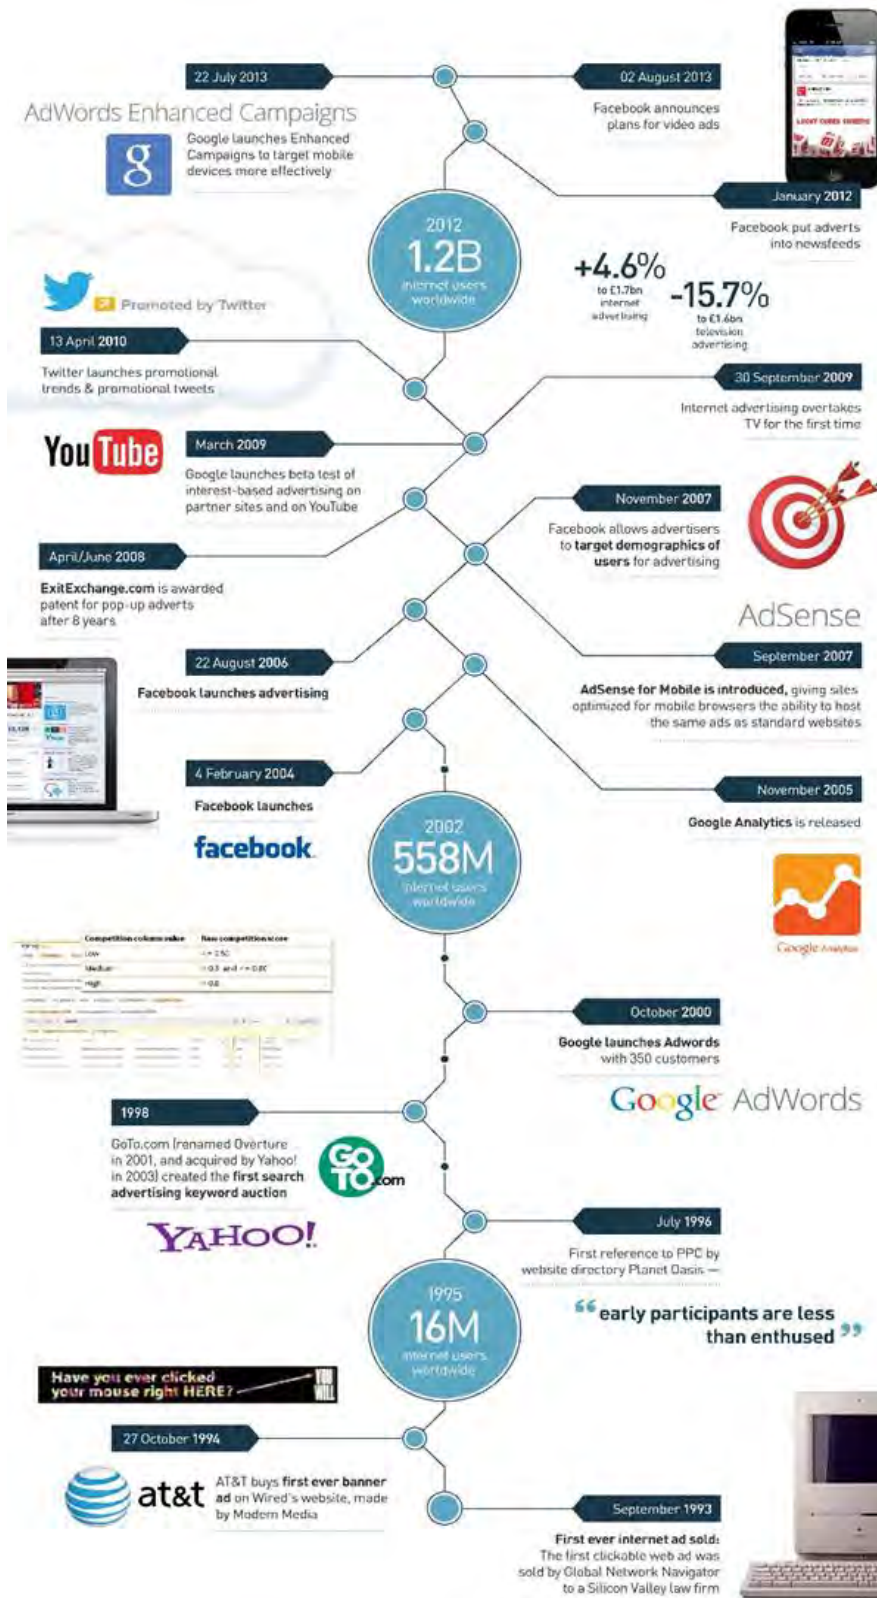 22 July 2013
02 August 2013
AdWords Enhanced Campaigns
Google launches Enhanced
Campaigns to target mobile
devices more effectively
Facebook announces
plans for video ads
January 2012
Facebook put adverts
into newsfeeds
2012
1.2B
internet users
worldwide
+4.6%
to £1.7bn
internet
advertising
-15.7%
to £1.6bn
television
advertising
Promoted by Twitter
13 April 2010
Twitter launches promotional
trends & promotional tweets
30 September 2009
Internet advertising overtakes
TV for the first time
YouTube
March 2009
Google launches beta test of
interest-based advertising on
partner sites and on YouTube
November 2007
Facebook allows advertisers
to target demographics of
users for advertising
April/June 2008
ExitExchange.com is awarded
patent for pop-up adverts
after 8 years
AdSense
September 2007
AdSense for Mobile is introduced, giving sites
optimized for mobile browsers the ability to host
the same ads as standard websites
22 August 2006
Facebook launches advertising
4 February 2004
Facebook launches
facebook
November 2005
Google Analytics is released
Google Analytics
2002
558M
internet users
worldwide
Competition column value
New competition score
Low
Medium
High
October 2000
Google launches Adwords
with 350 customers
Google AdWords
1998
GoTo.com (renamed Overture
in 2001, and acquired by Yahoo!
in 2003) created the first search
advertising keyword auction
GOTO.com
YAHOO!
July 1996
First reference to PPC by
website directory Planet Oasis —
“ early participants are less
than enthused ”
1995
16M
internet users
worldwide
Have you ever clicked
your mouse right HERE?
YOU
WILL
27 October 1994
at&t
AT&T buys first ever banner
ad on Wired's website, made
by Modem Media
September 1993
First ever internet ad sold:
The first clickable web ad was
sold by Global Network Navigator
to a Silicon Valley law firm